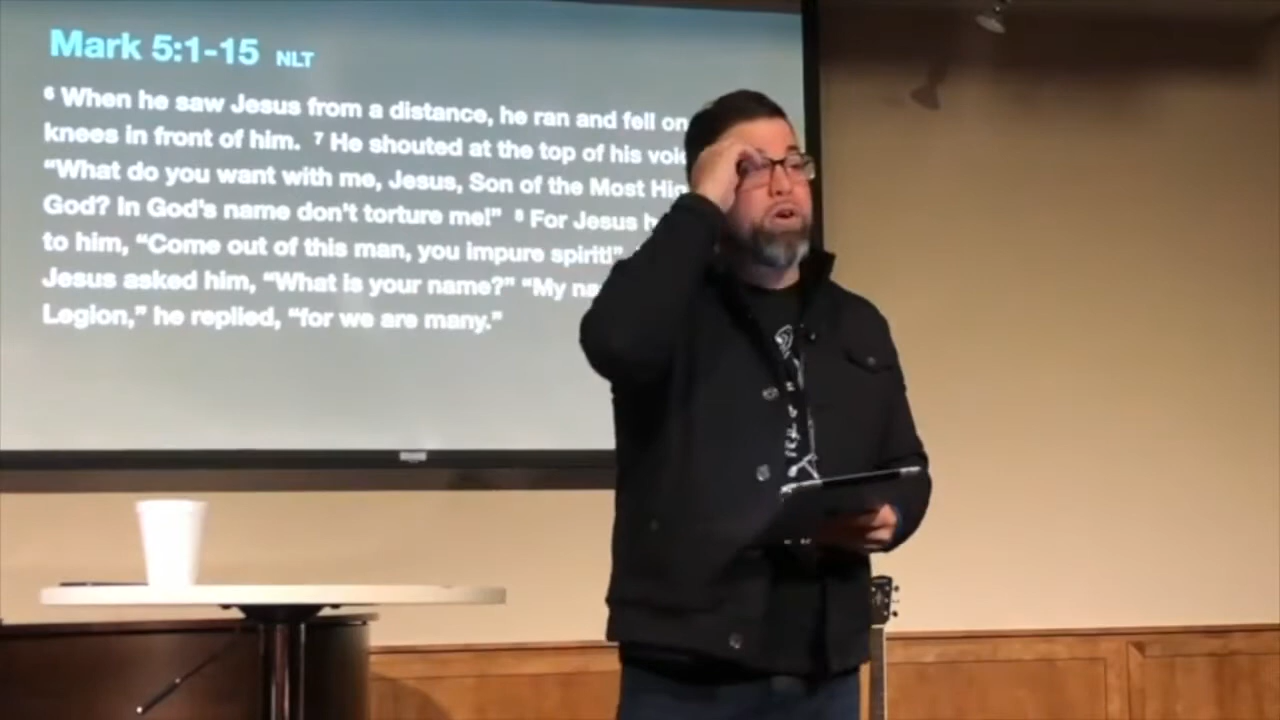 Mark 5:1-15 NLT
⁶ When he saw Jesus from a distance, he ran and fell on
knees in front of him. ⁷ He shouted at the top of his
“What do you want with me, Jesus, Son of the Most
God? In God’s name don’t torture me!” ⁸ For Jesus
to him, “Come out of this man, you impure spirit!”
Jesus asked him, “What is your name?” “My
Legion,” he replied, “for we are many.”